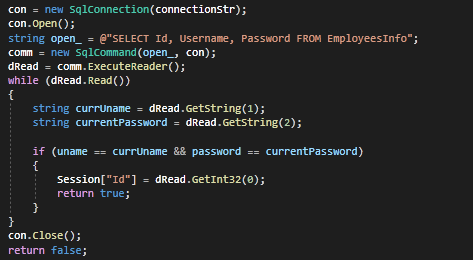 con = new SqlConnection(connectionStr);
con.Open();
string open_ = @"SELECT Id, Username, Password FROM EmployeesInfo";
comm = new SqlCommand(open_, con);
dRead = comm.ExecuteReader();
while (dRead.Read())
{
    string currUname = dRead.GetString(1);
    string currentPassword = dRead.GetString(2);

    if (uname == currUname && password == currentPassword)
    {
        Session["Id"] = dRead.GetInt32(0);
        return true;
    }
}
con.Close();
return false;